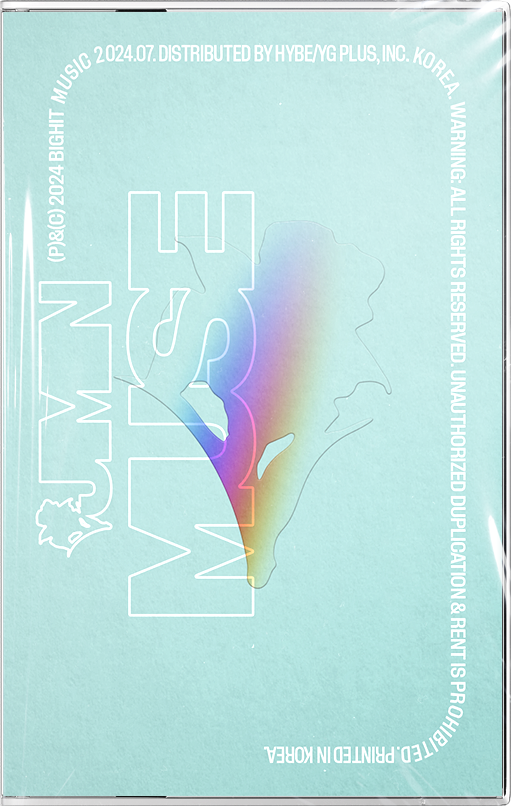 (P)&(C) 2024 BIGHIT MUSIC 2024.07. DISTRIBUTED BY HYBE/YG PLUS, INC. KOREA. WARNING: ALL RIGHTS RESERVED. UNAUTHORIZED DUPLICATION & RENT IS PROHIBITED. PRINTED IN KOREA.
JIMIN
MUSE